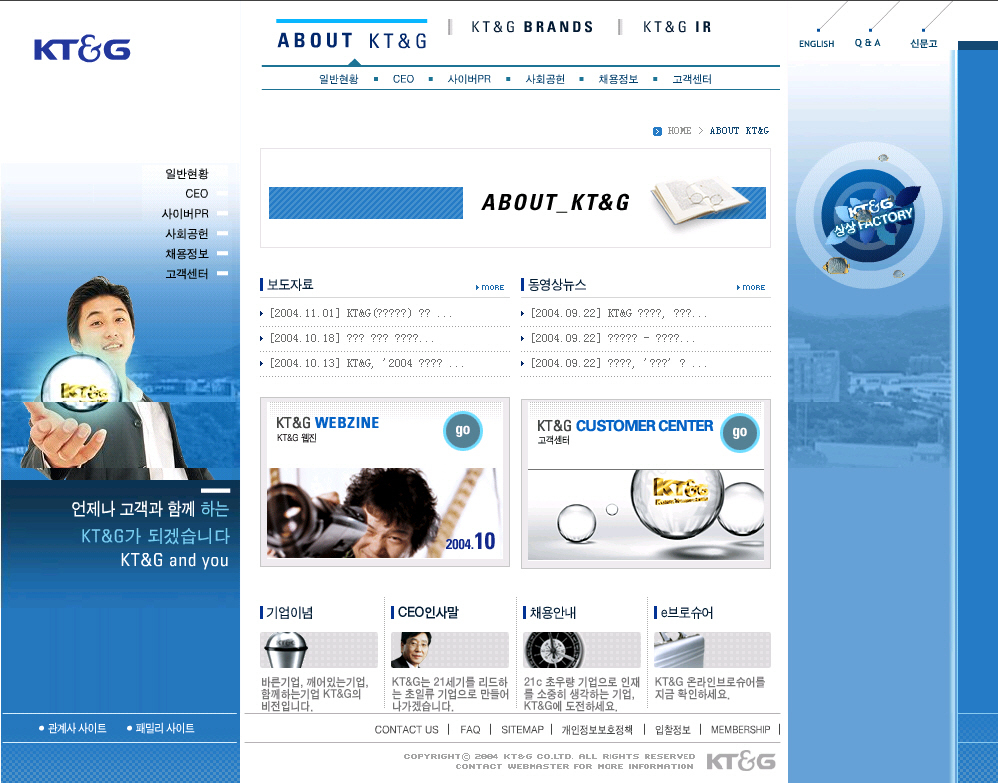 KT&G
ABOUT KT&G
KT&G BRANDS
KT&G IR
ENGLISH
Q & A
신문고
일반현황
CEO
사이버PR
사회공헌
채용정보
고객센터
HOME > ABOUT KT&G
일반현황
CEO
사이버PR
사회공헌
채용정보
고객센터
ABOUT_KT&G
KT&G
상상 FACTORY
보도자료
MORE
[2004.11.01] KT&G(?????) ?? ...
[2004.10.18] ??? ??? ????...
[2004.10.13] KT&G, '2004 ???? ...
동영상뉴스
MORE
[2004.09.22] KT&G ????, ???...
[2004.09.22] ????? - ????...
[2004.09.22] ????, '???' ? ...
KT&G
KT&G WEBZINE
KT&G 웹진
go
2004.10
KT&G CUSTOMER CENTER
고객센터
go
KT&G
언제나 고객과 함께 하는
KT&G가 되겠습니다
KT&G and you
기업이념
바른기업, 깨어있는기업,
함께하는기업 KT&G의
비전입니다.
CEO인사말
KT&G는 21세기를 리드하
는 초일류 기업으로 만들어
나가겠습니다.
채용안내
21c 초우량 기업으로 인재
를 소중히 생각하는 기업,
KT&G에 도전하세요.
e브로슈어
KT&G 온라인브로슈어를
지금 확인하세요.
관계사 사이트
패밀리 사이트
CONTACT US | FAQ | SITEMAP | 개인정보보호정책 | 입찰정보 | MEMBERSHIP |
COPYRIGHT© 2004 KT&G CO.LTD. ALL RIGHTS RESERVED
CONTACT WEBMASTER FOR MORE INFORMATION
KT&G